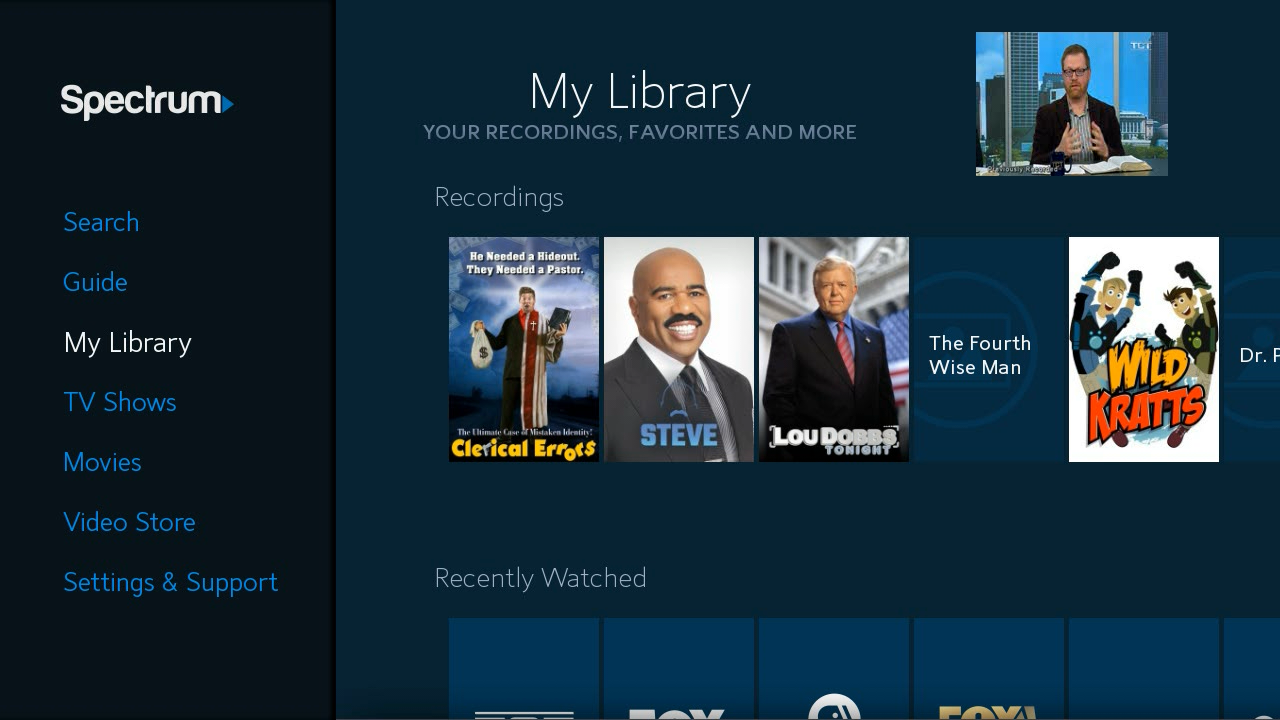 Spectrum
Search
Guide
My Library
TV Shows
Movies
Video Store
Settings & Support
My Library
YOUR RECORDINGS, FAVORITES AND MORE
TCT
Previously Recorded
Recordings
He Needed a Hideout.
They Needed a Pastor.
$
The Ultimate Case of Mistaken Identity!
Clerical Errors
STEVE
LOU DOBBS
TONIGHT
The Fourth
Wise Man
WILD
KRATTS
Dr. P
Recently Watched
FOX